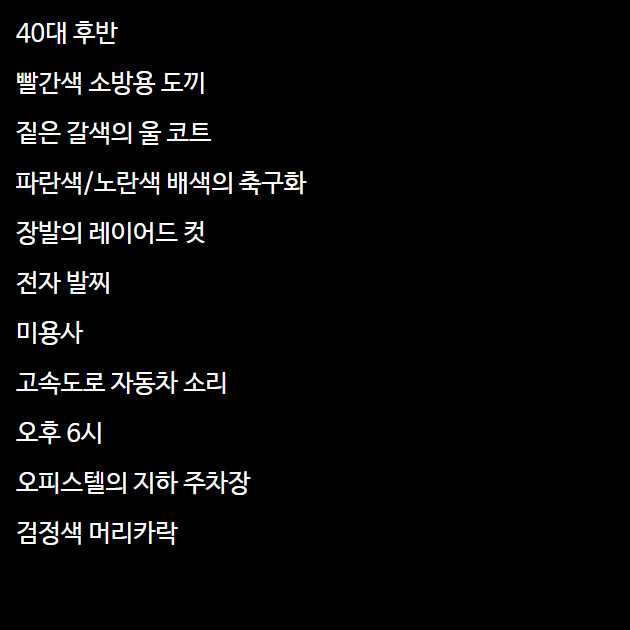 40대 후반
빨간색 소방용 도끼
짙은 갈색의 울 코트
파란색/노란색 배색의 축구화
장발의 레이어드 컷
전자 발찌
미용사
고속도로 자동차 소리
오후 6시
오피스텔의 지하 주차장
검정색 머리카락